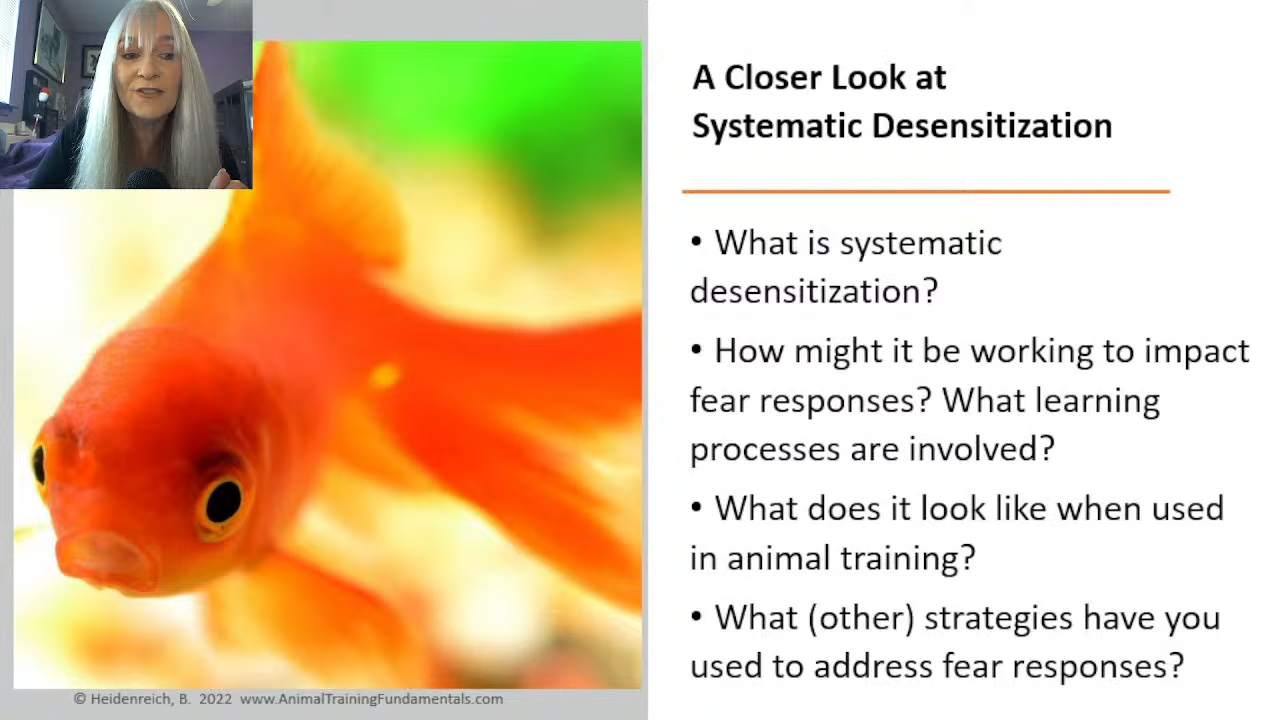 A Closer Look at
Systematic Desensitization
• What is systematic
desensitization?
• How might it be working to impact
fear responses? What learning
processes are involved?
• What does it look like when used
in animal training?
• What (other) strategies have you
used to address fear responses?
© Heidenreich, B. 2022 www.AnimalTrainingFundamentals.com